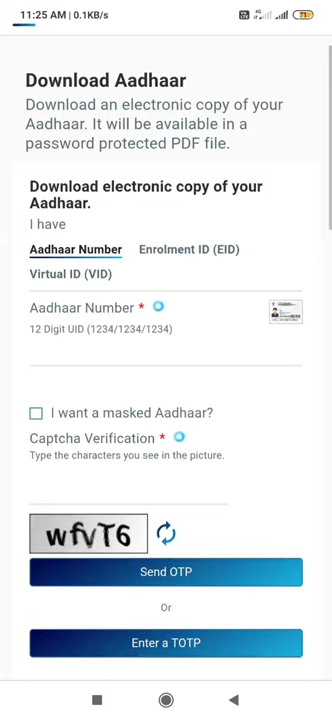 11:25 AM | 0.1KB/s
4G
71
Download Aadhaar
Download an electronic copy of your
Aadhaar. It will be available in a
password protected PDF file.
Download electronic copy of your
Aadhaar.
I have
Aadhaar Number Enrolment ID (EID)
Virtual ID (VID)
Aadhaar Number *
12 Digit UID (1234/1234/1234)
I want a masked Aadhaar?
Captcha Verification *
Type the characters you see in the picture.
wfvT6
Send OTP
Or
Enter a TOTP